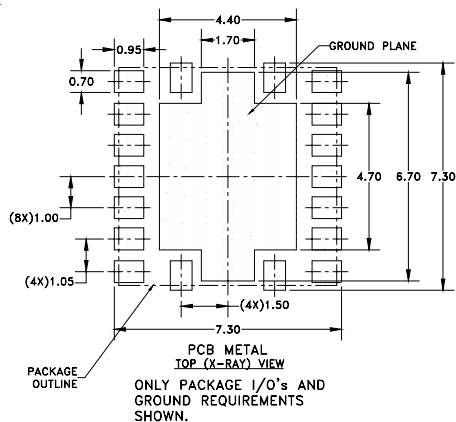 4.40
1.70
GROUND PLANE
0.95
0.70
4.70
6.70
7.30
(8X)1.00
(4X)1.05
(4X)1.50
7.30
PCB METAL
TOP (X-RAY) VIEW
PACKAGE
OUTLINE
ONLY PACKAGE I/O's AND
GROUND REQUIREMENTS
SHOWN.